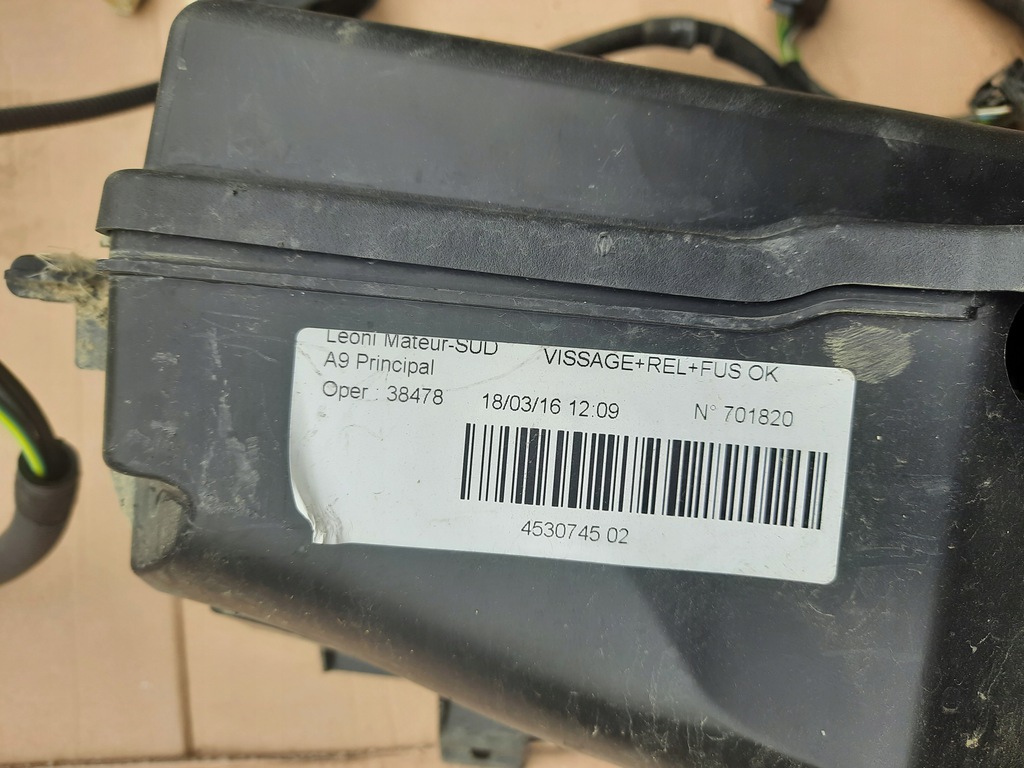 Leoni Mateur-SUD VISSAGE+REL+FUS OK
A9 Principal
Oper : 38478 18/03/16 12:09 N° 701820
4530745 02